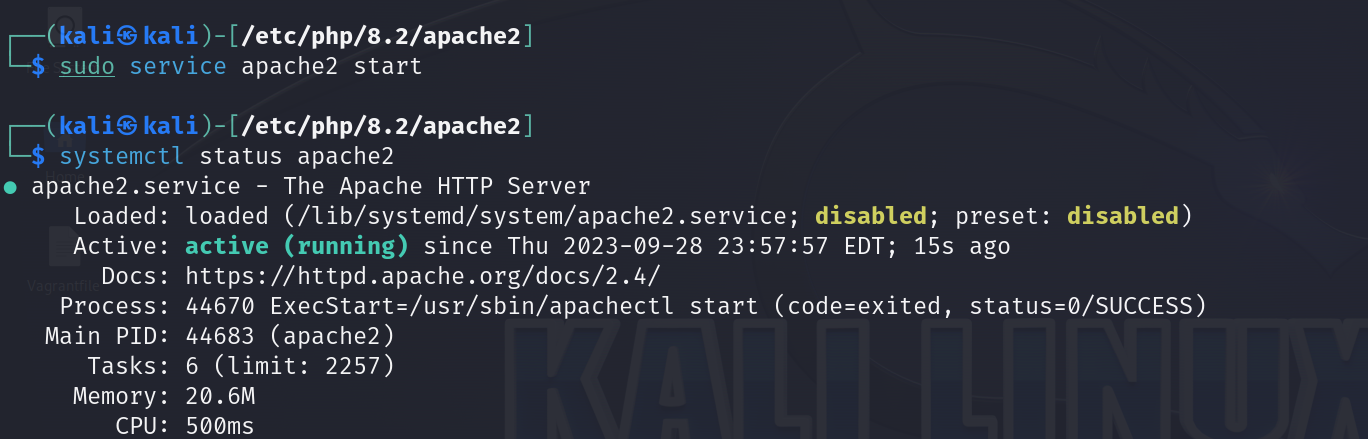 ┌──(kali㉿kali)-[/etc/php/8.2/apache2]
└─$ sudo service apache2 start
┌──(kali㉿kali)-[/etc/php/8.2/apache2]
└─$ systemctl status apache2
● apache2.service - The Apache HTTP Server
Loaded: loaded (/lib/systemd/system/apache2.service; disabled; preset: disabled)
Active: active (running) since Thu 2023-09-28 23:57:57 EDT; 15s ago
Docs: https://httpd.apache.org/docs/2.4/
Vagrantfile
Process: 44670 ExecStart=/usr/sbin/apachectl start (code=exited, status=0/SUCCESS)
Main PID: 44683 (apache2)
Tasks: 6 (limit: 2257)
Memory: 20.6M
CPU: 500ms
KALI LINUX